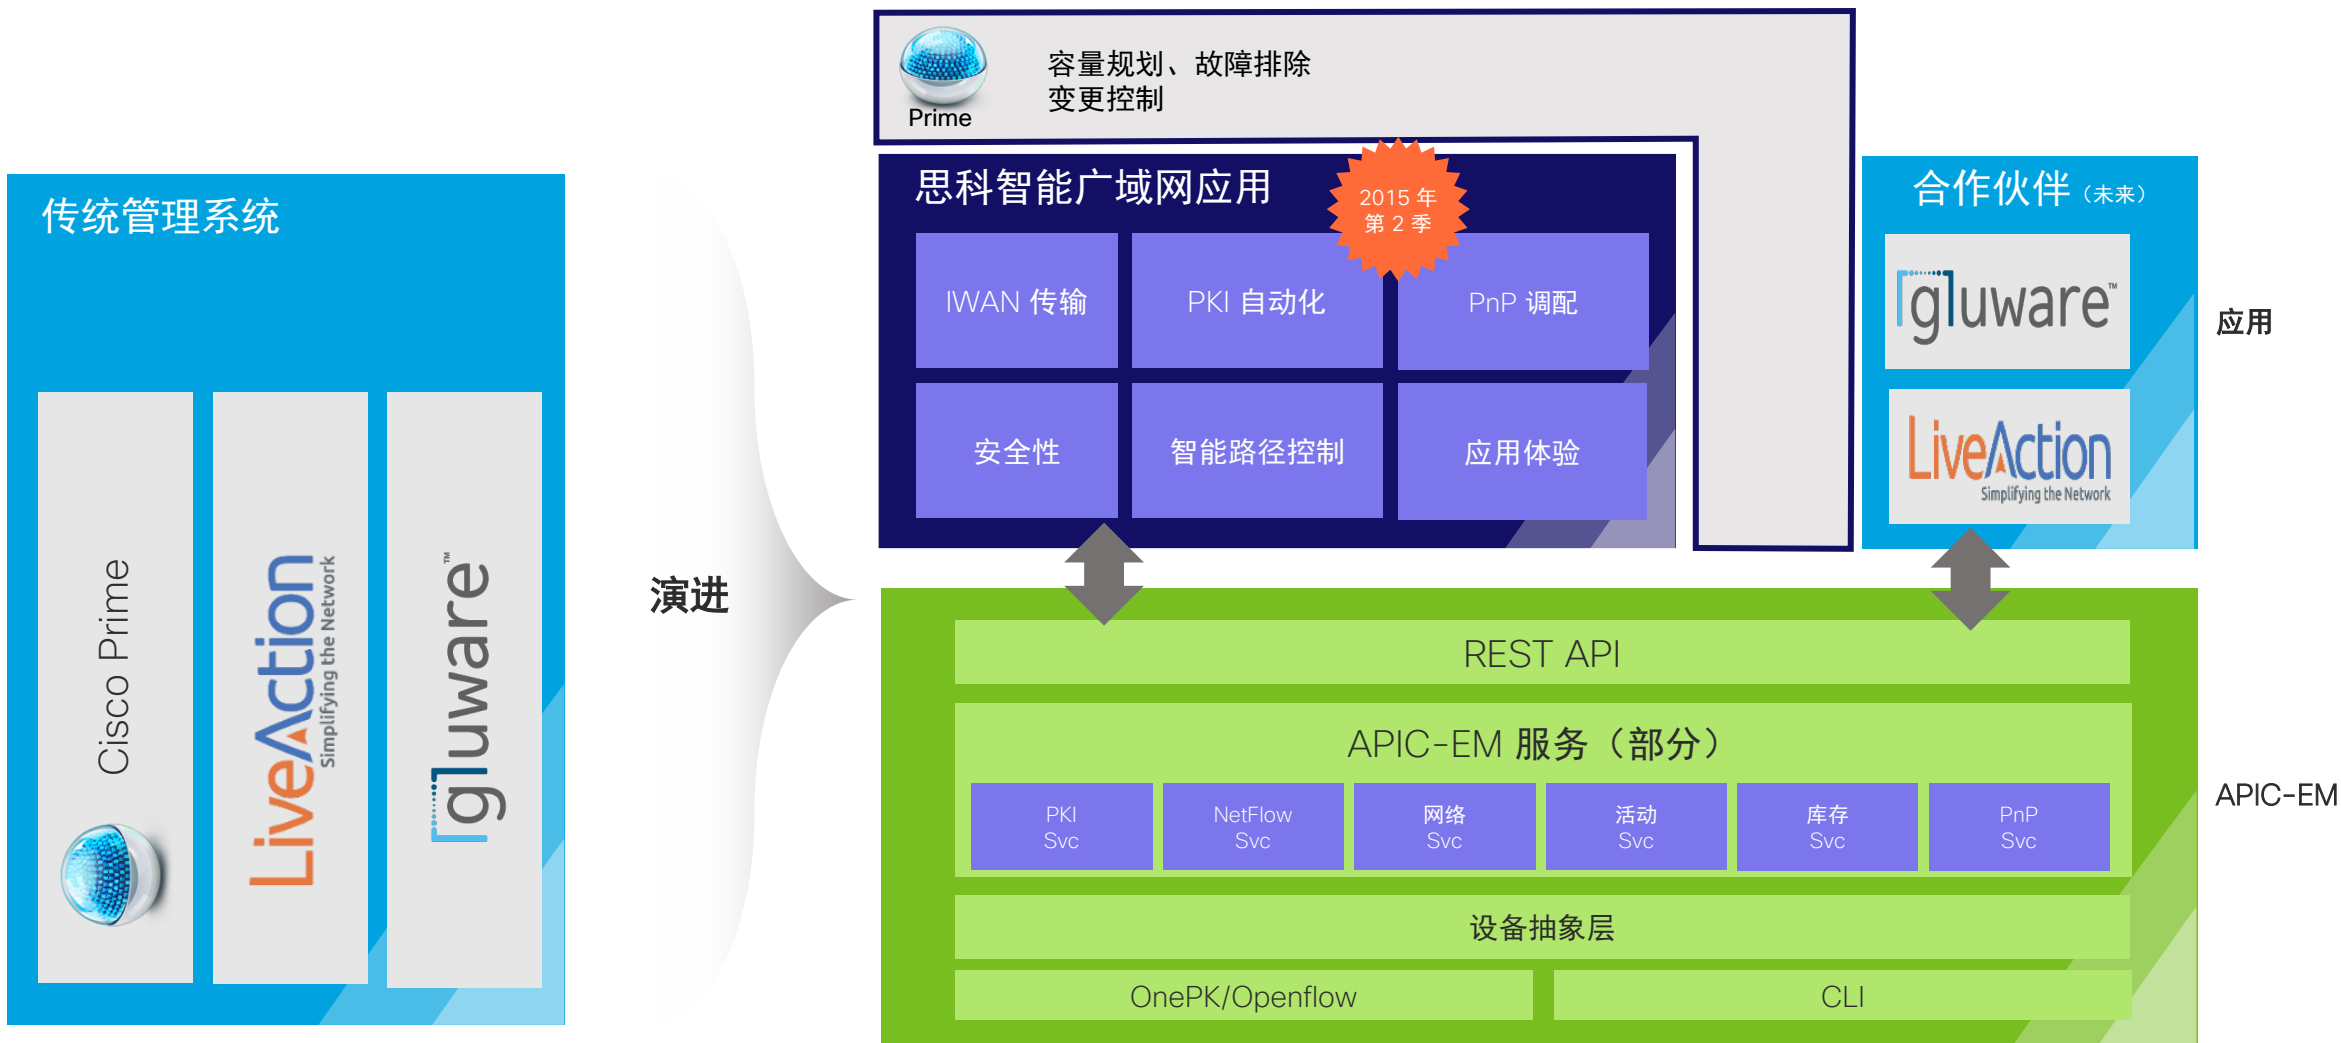 容量规划、故障排除
变更控制
Prime
传统管理系统
Cisco Prime
LiveAction
Simplifying the Network
gluware™
演进
思科智能广域网应用
2015 年
第 2 季
IWAN 传输
PKI 自动化
PnP 调配
安全性
智能路径控制
应用体验
合作伙伴（未来）
gluware™
LiveAction
Simplifying the Network
应用
REST API
APIC-EM 服务（部分）
PKI
Svc
NetFlow
Svc
网络
Svc
活动
Svc
库存
Svc
PnP
Svc
设备抽象层
OnePK/Openflow
CLI
APIC-EM